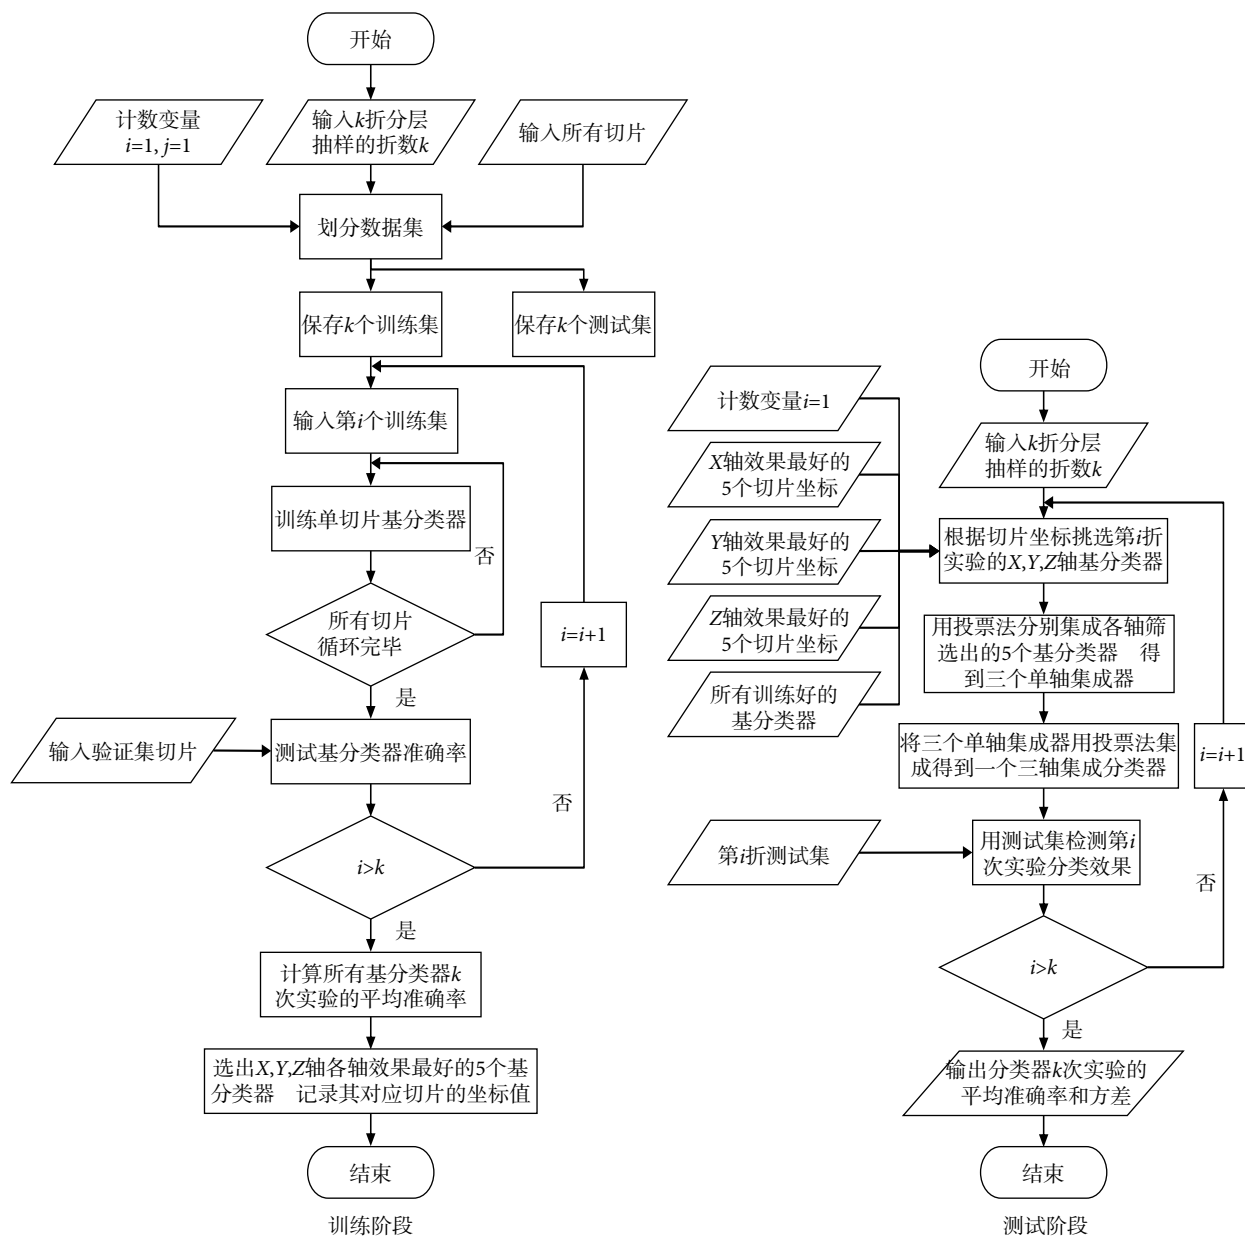 开始
计数变量
i=1, j=1
输入k折分层
抽样的折数k
输入所有切片
划分数据集
保存k个训练集
保存k个测试集
输入第i个训练集
训练单切片基分类器
否
所有切片
循环完毕
i=i+1
是
输入验证集切片
测试基分类器准确率
否
i>k
是
计算所有基分类器k
次实验的平均准确率
选出X,Y,Z轴各轴效果最好的5个基
分类器 记录其对应切片的坐标值
结束
训练阶段
开始
计数变量i=1
输入k折分层
抽样的折数k
X轴效果最好的
5个切片坐标
Y轴效果最好的
5个切片坐标
根据切片坐标挑选第i折
实验的X,Y,Z轴基分类器
Z轴效果最好的
5个切片坐标
用投票法分别集成各轴筛
选出的5个基分类器 得
到三个单轴集成器
所有训练好的
基分类器
将三个单轴集成器用投票法集
成得到一个三轴集成分类器
i=i+1
第i折测试集
用测试集检测第i
次实验分类效果
否
i>k
是
输出分类器k次实验的
平均准确率和方差
结束
测试阶段